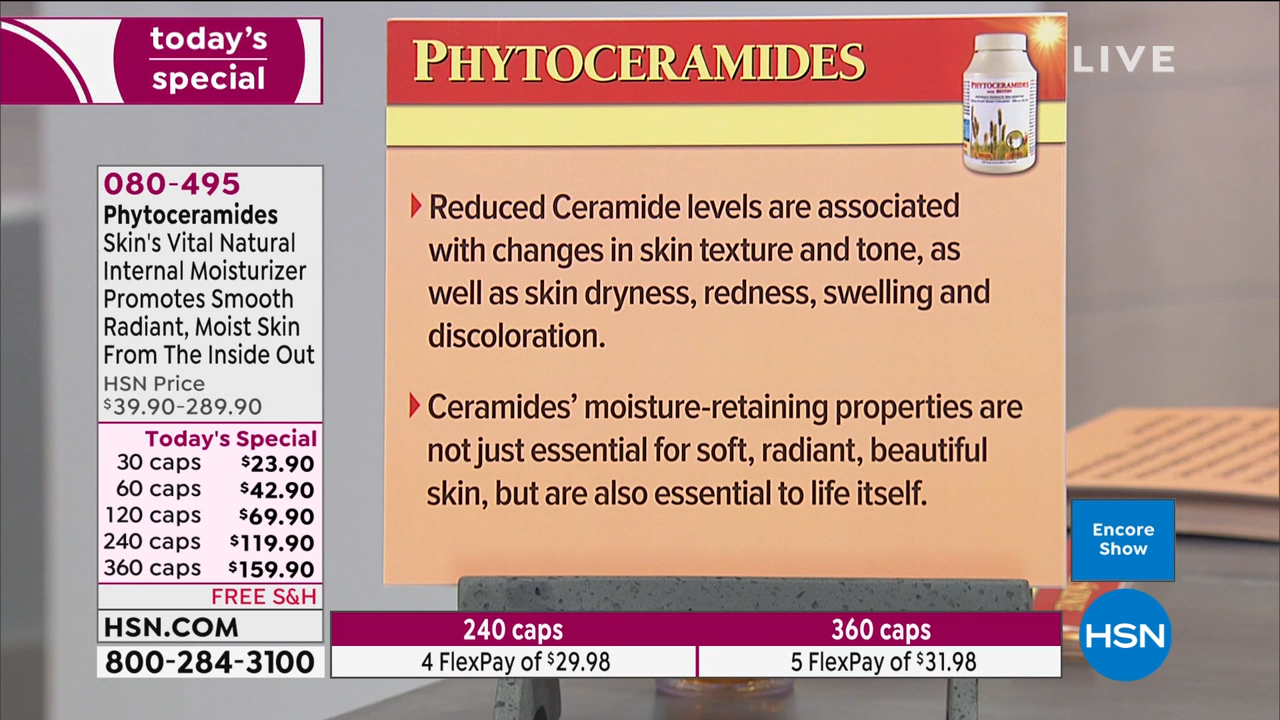 today's
special
080-495
Phytoceramides
Skin's Vital Natural
Internal Moisturizer
Promotes Smooth
Radiant, Moist Skin
From The Inside Out
HSN Price
$39.90-289.90
Today's Special
30 caps $23.90
60 caps $42.90
120 caps $69.90
240 caps $119.90
360 caps $159.90
FREE S&H
HSN.COM
800-284-3100
PHYTOCERAMIDES
PHYTOCERAMIDES
WITH BIOTIN
Reduced Ceramide levels are associated
with changes in skin texture and tone, as
well as skin dryness, redness, swelling and
discoloration.
Ceramides' moisture-retaining properties are
not just essential for soft, radiant, beautiful
skin, but are also essential to life itself.
LIVE
Encore
Show
HSN
240 caps 360 caps
4 FlexPay of $29.98 5 FlexPay of $31.98